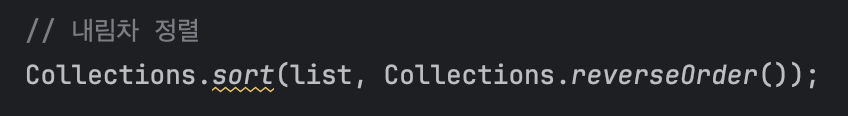 // 내림차 정렬
Collections.sort(list, Collections.reverseOrder());